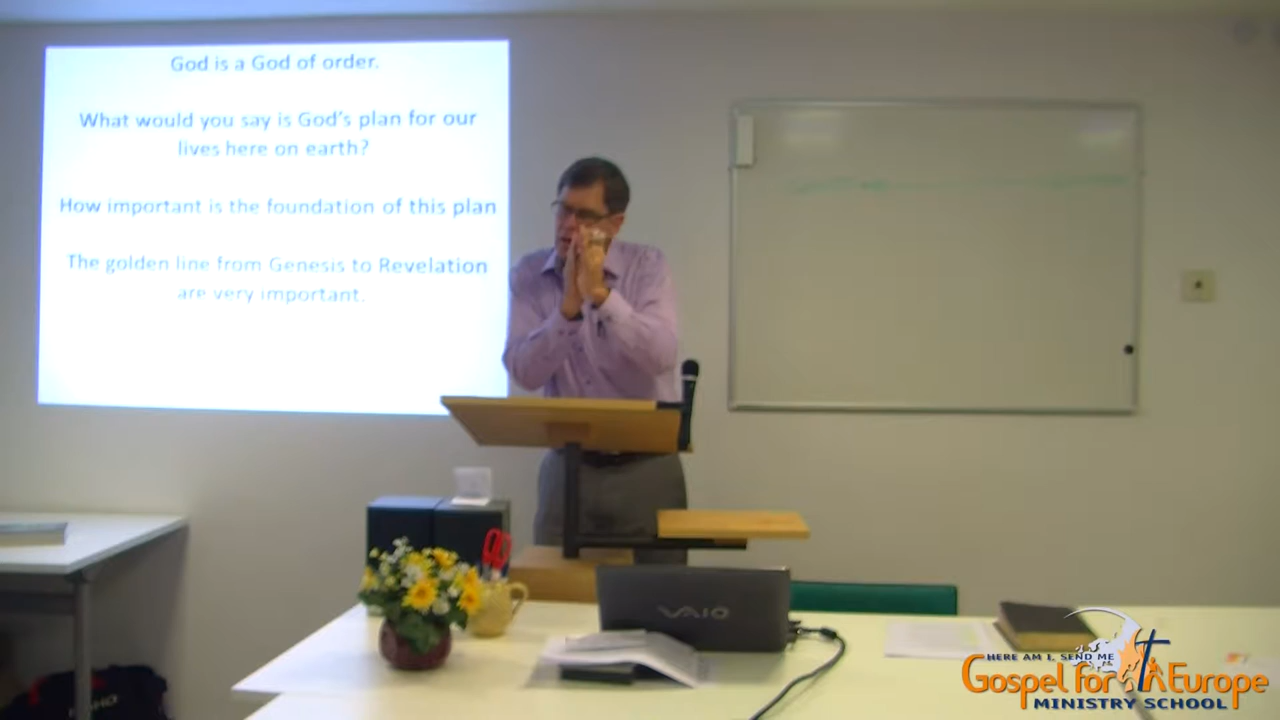 God is a God of order.
What would you say is God's plan for our
lives here on earth?
How important is the foundation of this plan
The golden line from Genesis to Revelation
are very important.
VAIO
HERE AM I, SEND ME
Gospel for Europe
MINISTRY SCHOOL